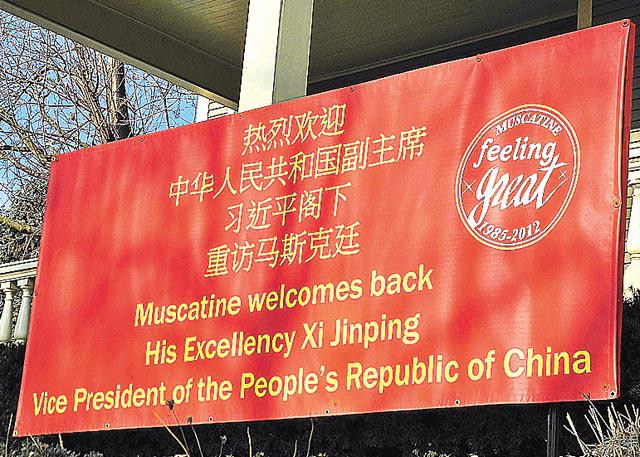 热烈欢迎
中华人民共和国副主席
习近平阁下
重访马斯克廷
Muscatine welcomes back
His Excellency Xi Jinping
Vice President of the People's Republic of China
MUSCATINE
feeling
great
1985-2012